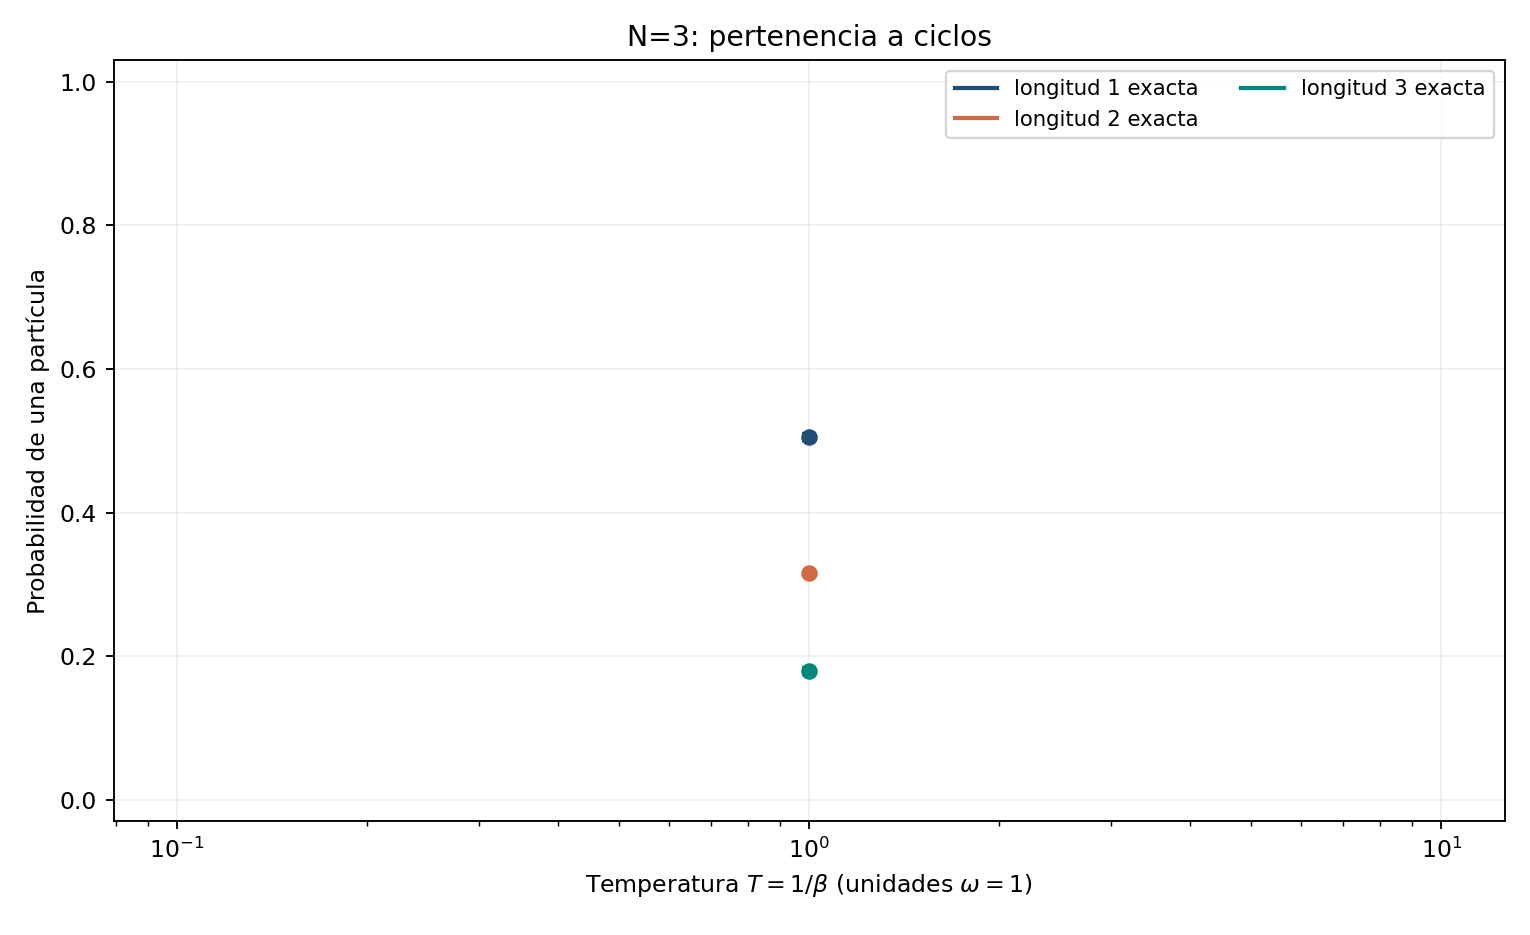 N=3: pertenencia a ciclos
longitud 1 exacta
longitud 2 exacta
longitud 3 exacta
Probabilidad de una partícula
1.0
0.8
0.6
0.4
0.2
0.0
10⁻¹
10⁰
10¹
Temperatura T = 1/β (unidades ω = 1)